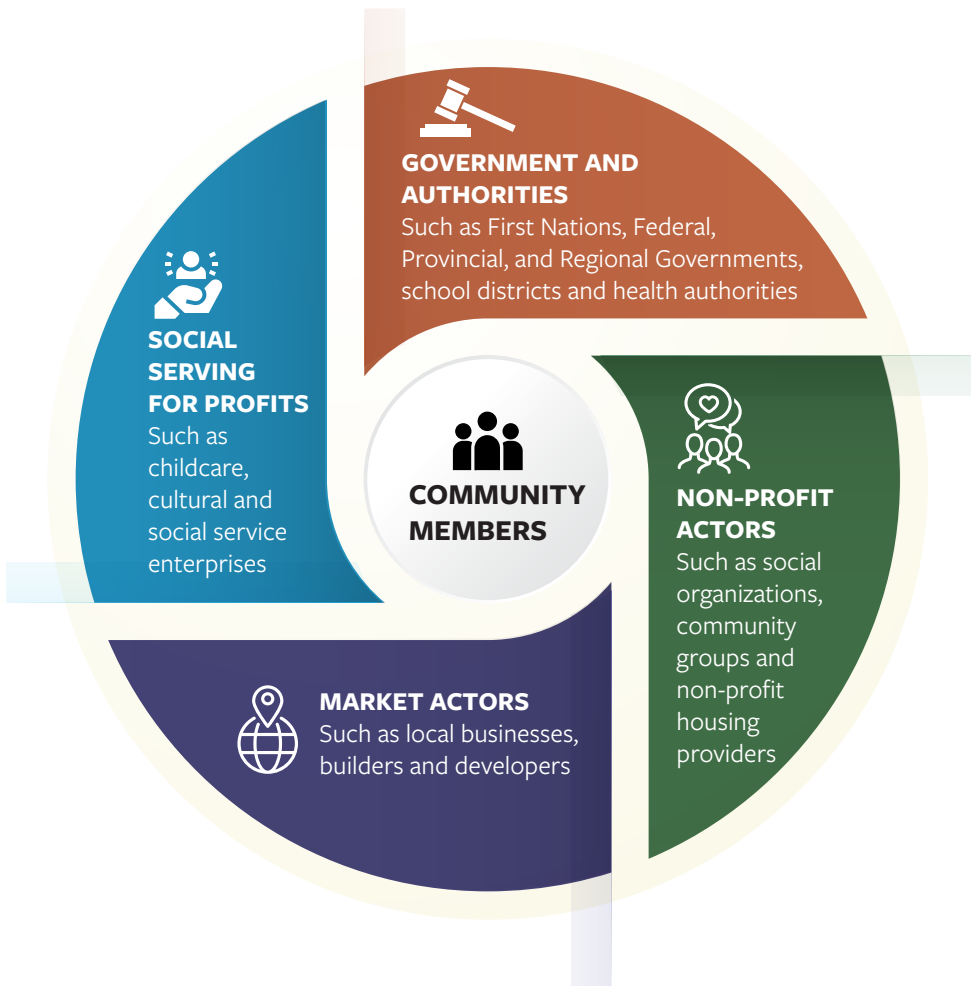 GOVERNMENT AND
AUTHORITIES
Such as First Nations, Federal,
Provincial, and Regional Governments,
school districts and health authorities
SOCIAL
SERVING
FOR PROFITS
Such as
childcare,
cultural and
social service
enterprises
COMMUNITY
MEMBERS
NON-PROFIT
ACTORS
Such as social
organizations,
community
groups and
non-profit
housing
providers
MARKET ACTORS
Such as local businesses,
builders and developers